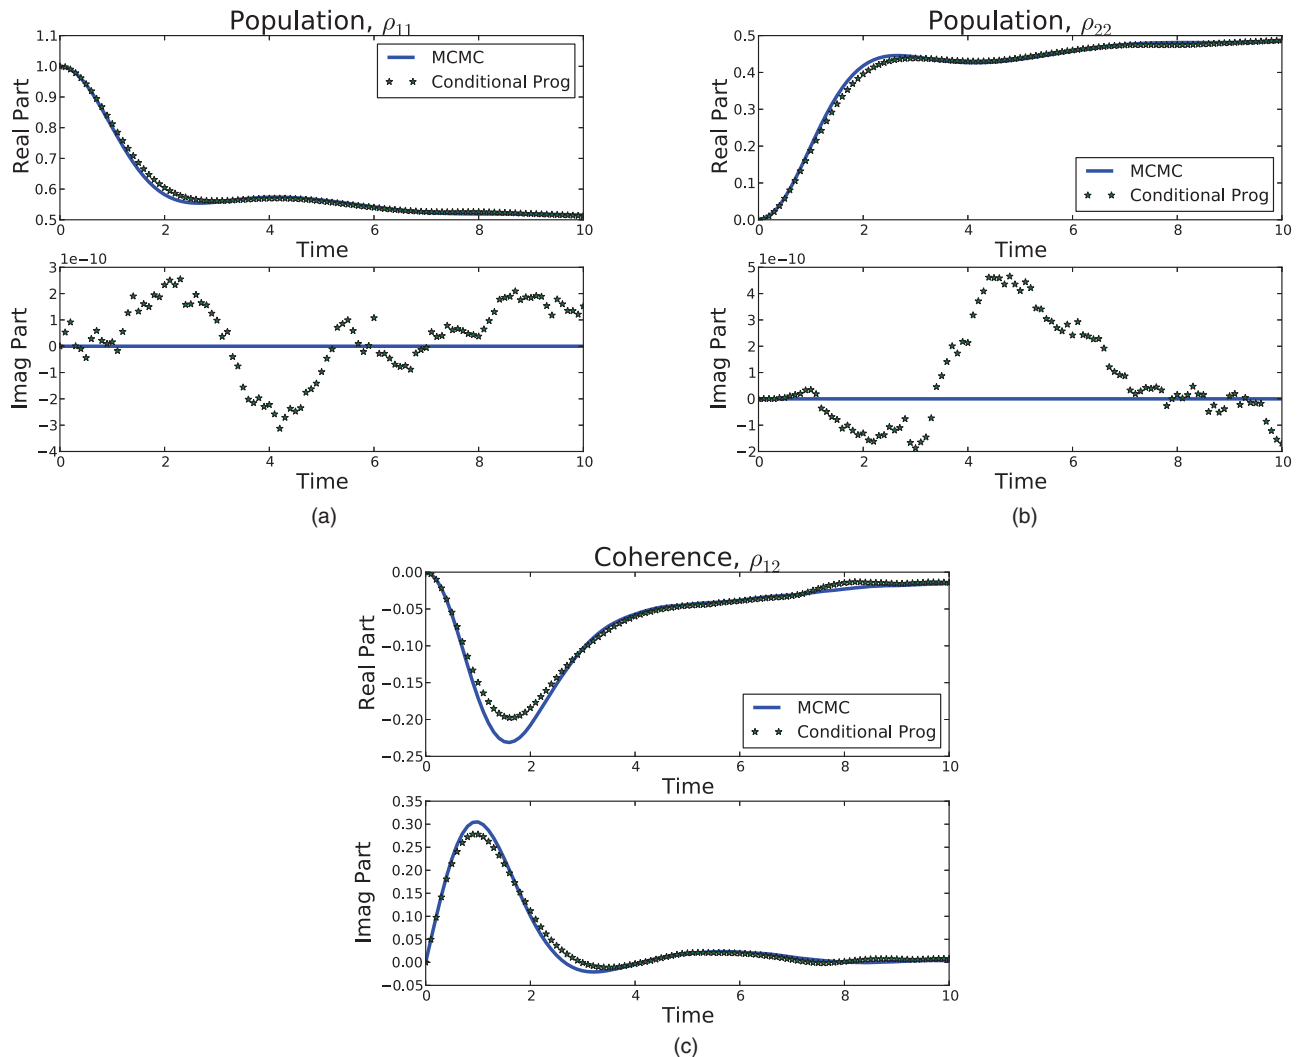 Population, ρ11
1.1
1.0
0.9
0.8
0.7
0.6
0.5
Real Part
MCMC
Conditional Prog
0 2 4 6 8 10
Time
1e−10
3
2
1
0
−1
−2
−3
−4
Imag Part
0 2 4 6 8 10
Time
(a)
Population, ρ22
0.5
0.4
0.3
0.2
0.1
0.0
Real Part
MCMC
Conditional Prog
0 2 4 6 8 10
Time
1e−10
5
4
3
2
1
0
−1
−2
Imag Part
0 2 4 6 8 10
Time
(b)
Coherence, ρ12
0.00
−0.05
−0.10
−0.15
−0.20
−0.25
Real Part
MCMC
Conditional Prog
0 2 4 6 8 10
Time
0.35
0.30
0.25
0.20
0.15
0.10
0.05
0.00
−0.05
Imag Part
0 2 4 6 8 10
Time
(c)